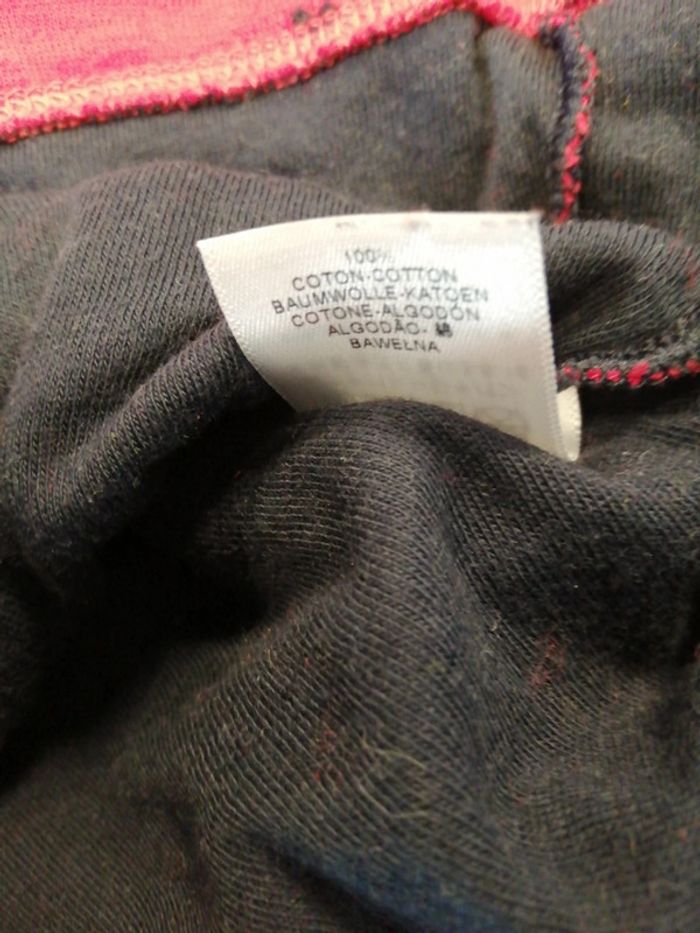 100%
COTON-COTTON
BAUMWOLLE-KATOEN
COTONE-ALGODÓN
ALGODÃO-
BAWEŁNA